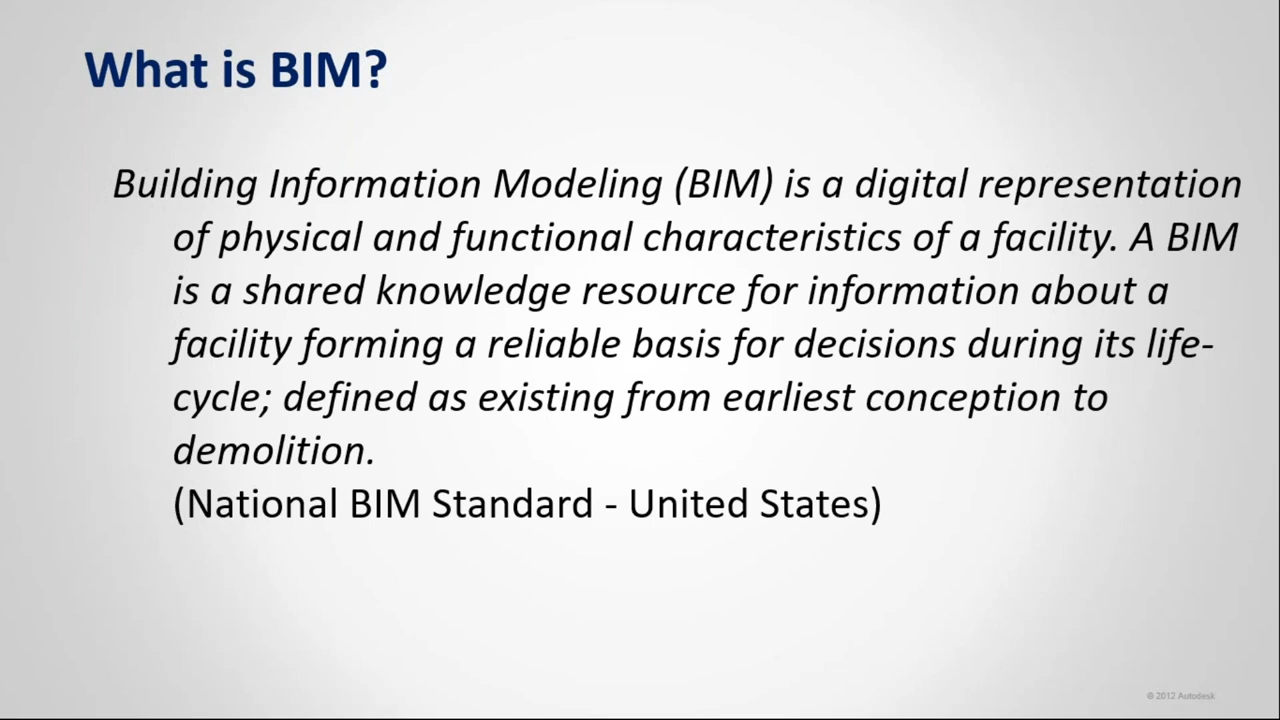 What is BIM?
Building Information Modeling (BIM) is a digital representation
of physical and functional characteristics of a facility. A BIM
is a shared knowledge resource for information about a
facility forming a reliable basis for decisions during its life-
cycle; defined as existing from earliest conception to
demolition.
(National BIM Standard - United States)
© 2012 Autodesk